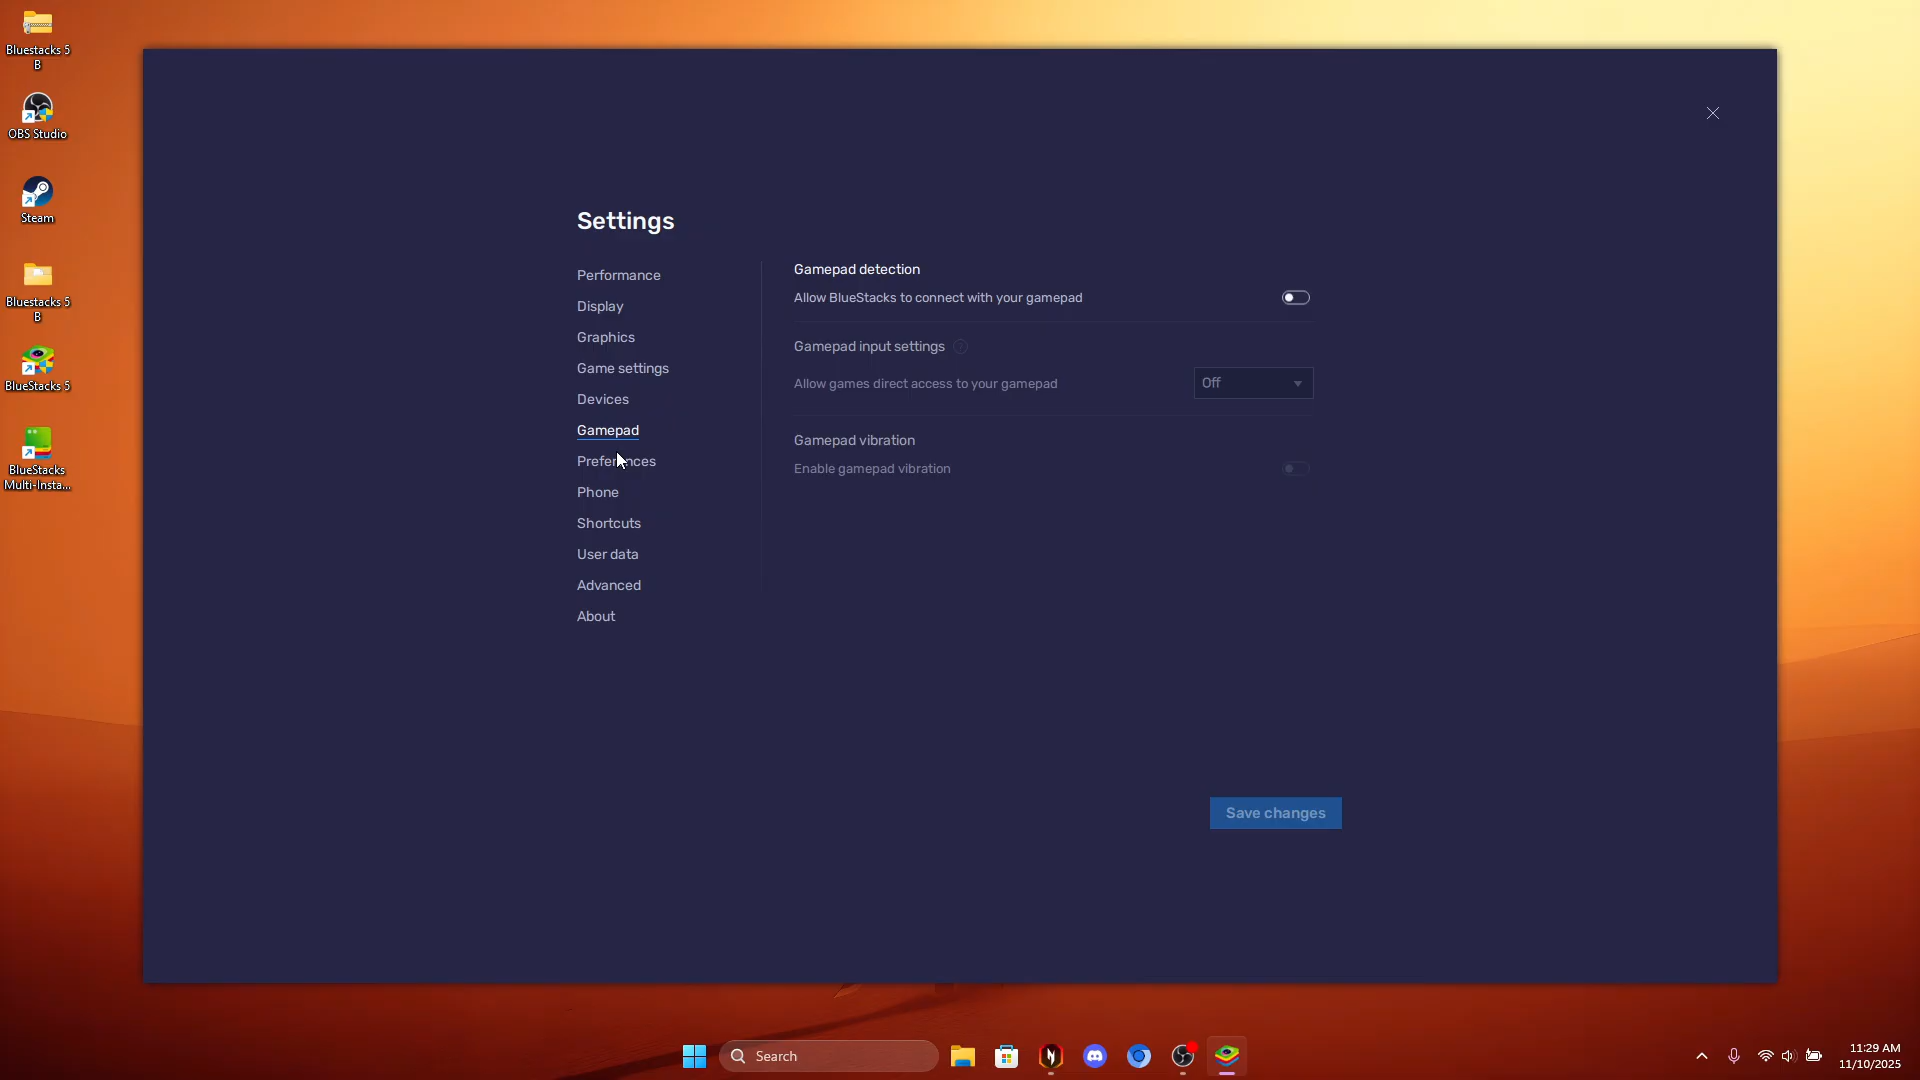 Bluestacks 5
B
OBS Studio
Steam
Bluestacks 5
B
BlueStacks 5
BlueStacks
Multi-Insta...
Settings
Performance
Display
Graphics
Game settings
Devices
Gamepad
Preferences
Phone
Shortcuts
User data
Advanced
About
Gamepad detection
Allow BlueStacks to connect with your gamepad
Gamepad input settings ?
Allow games direct access to your gamepad
Off
Gamepad vibration
Enable gamepad vibration
Save changes
Search
11:29 AM
11/10/2025